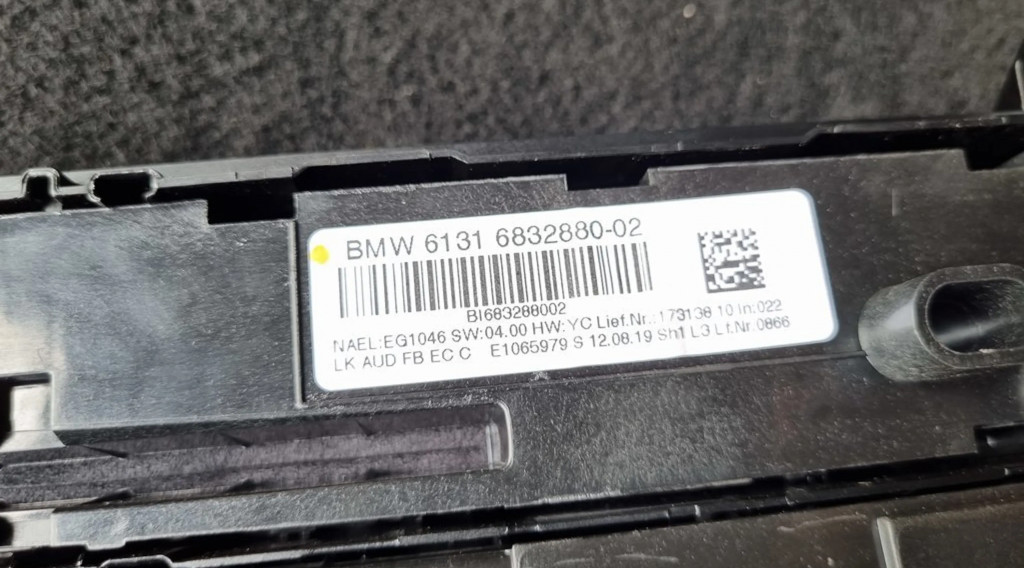 BMW 6131 6832880-02
BI683288002
NAEL:EG1046 SW:04.00 HW:YC Lief.Nr.:173138 10 in:022
LK AUD FB EC C E1065979 S 12.08.19 Sh1 L3 Lf.Nr.0866